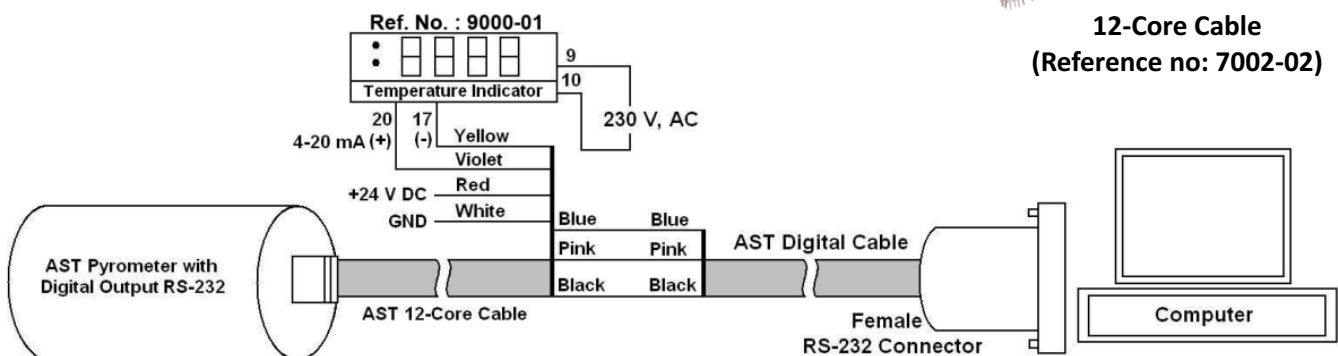 Ref. No. : 9000-01
12-Core Cable
(Reference no: 7002-02)
9
10
Temperature Indicator
230 V, AC
20 17
4-20 mA (+) (-) Yellow
Violet
+24 V DC Red
GND White
Blue Blue
Pink Pink
AST Digital Cable
Black Black
AST Pyrometer with
Digital Output RS-232
AST 12-Core Cable
Female
RS-232 Connector
Computer